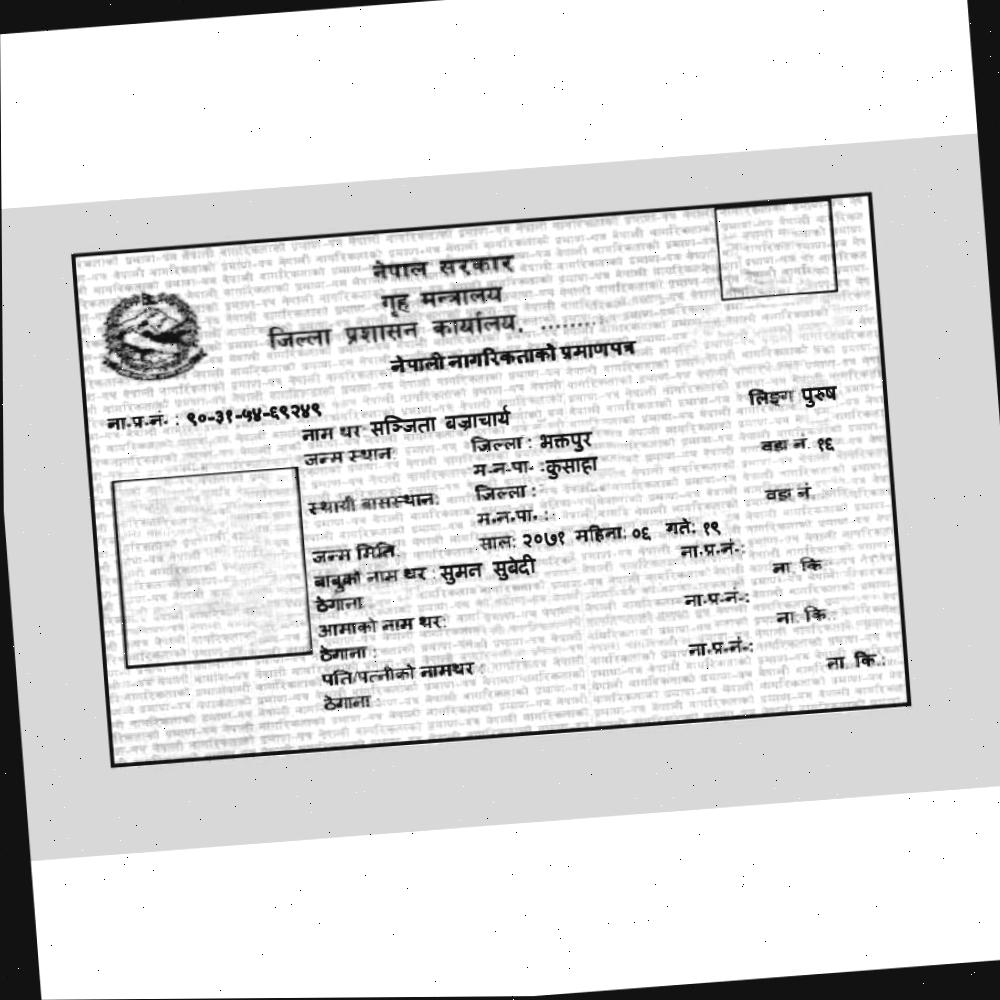 नेपाल सरकार
गृह मन्त्रालय
जिल्ला प्रशासन कार्यालय, ........
नेपाली नागरिकताको प्रमाणपत्र
ना.प्र.नं. : ९०-३१-५४-६९२४९ लिङ्ग पुरुष
नाम थर सञ्जिता बज्राचार्य
जन्म स्थान: जिल्ला : भक्तपुर वडा नं. १६
म.न.पा. :कुसाहा
स्थायी बासस्थान: जिल्ला : वडा नं.
म.न.पा. :
जन्म मिति: साल: २०७१ महिना: ०६ गते: १९
बाबुको नाम थर : सुमन सुबेदी ना.प्र.नं.:
ठेगाना ना. कि
आमाको नाम थर: ना.प्र.नं.:
ठेगाना : ना. कि.
पति/पत्नीको नामथर : ना.प्र.नं.:
ठेगाना : ना. कि.: